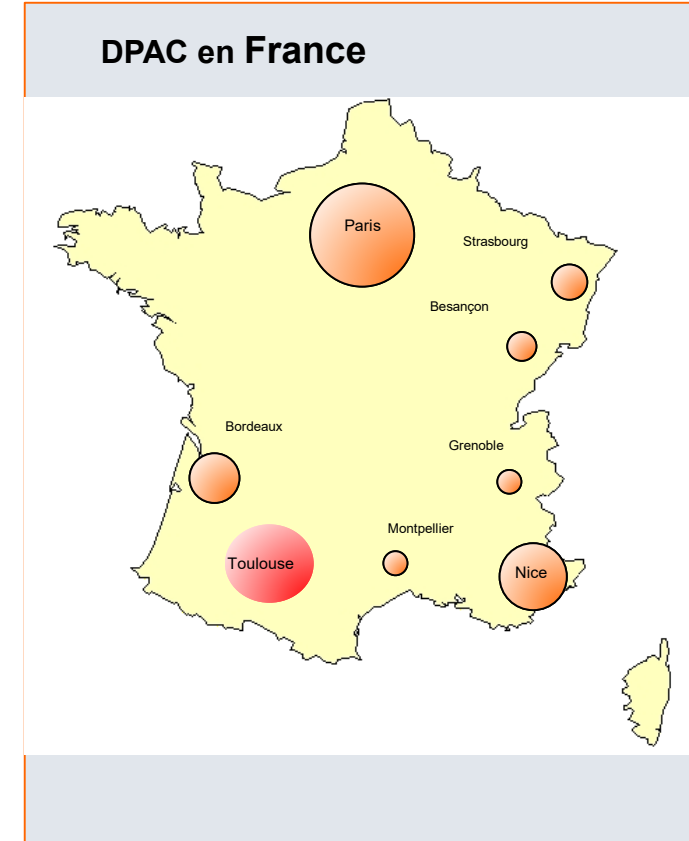 DPAC en France
Paris
Strasbourg
Besançon
Bordeaux
Grenoble
Montpellier
Toulouse
Nice